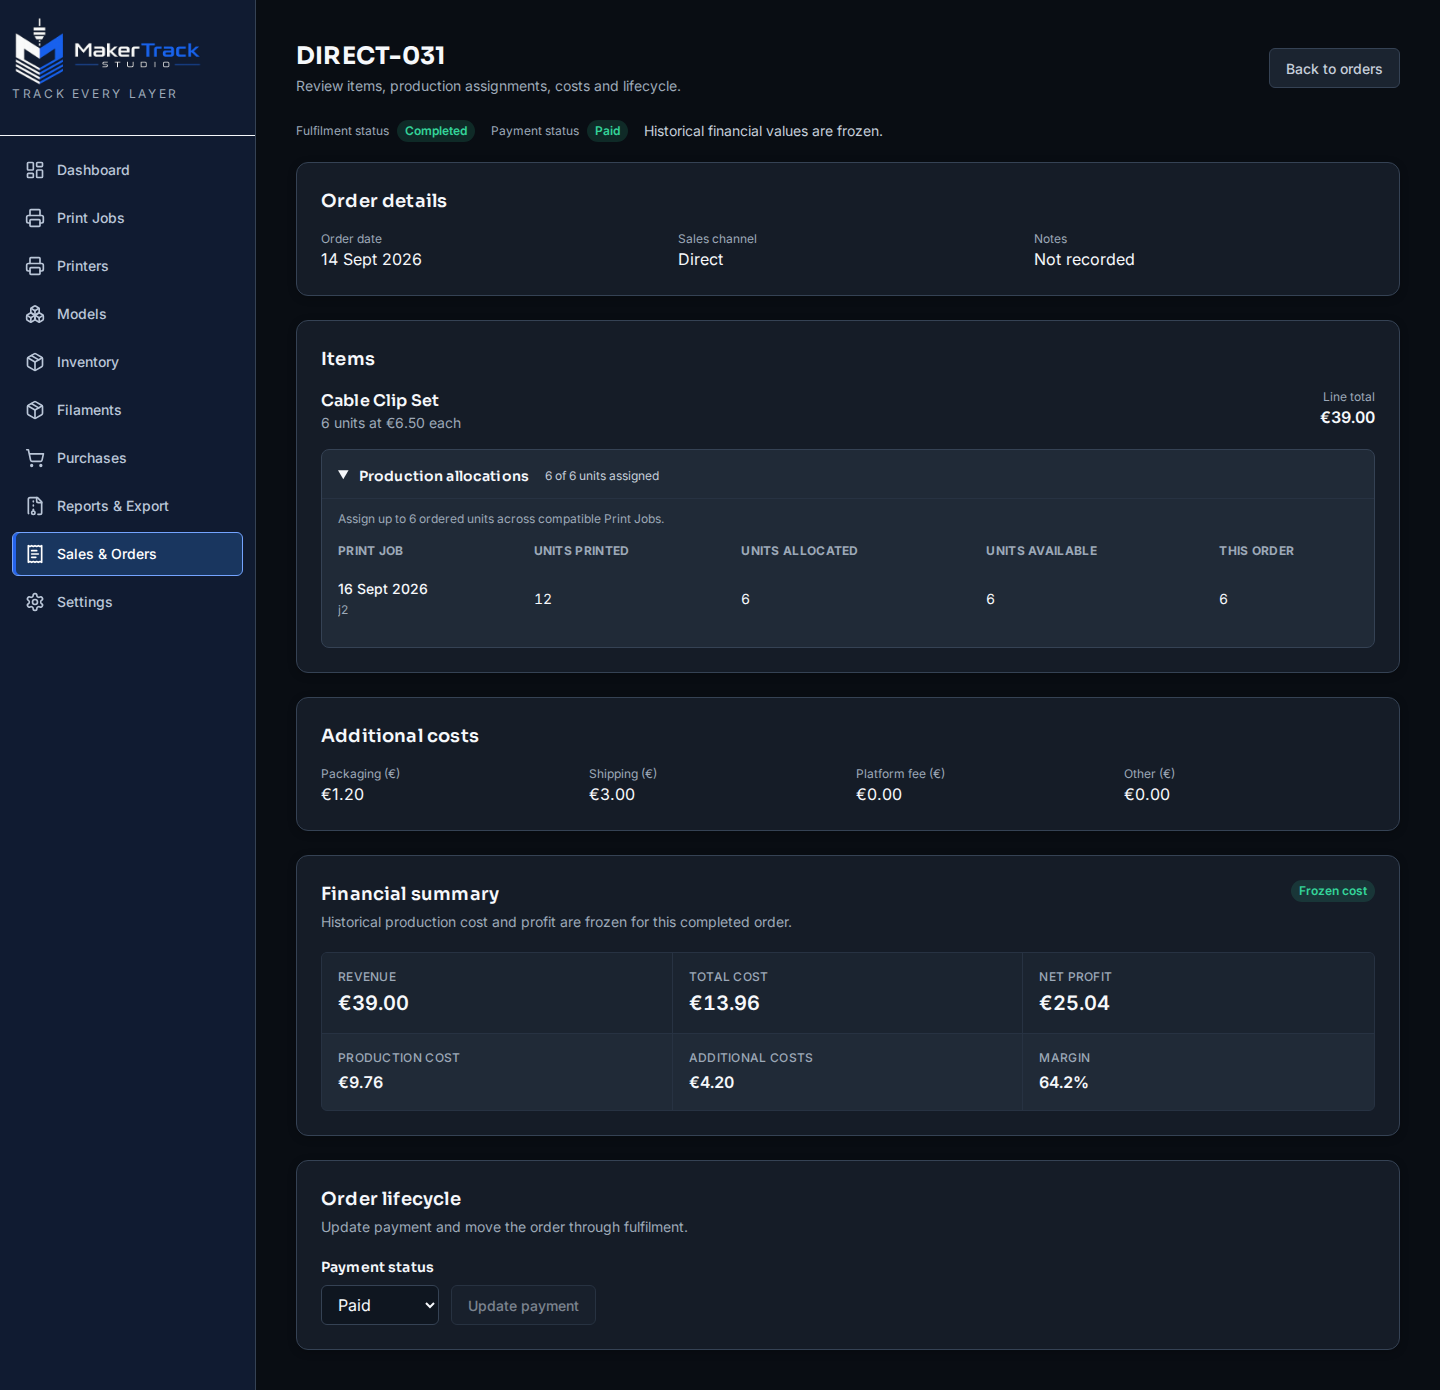 MakerTrack
STUDIO
TRACK EVERY LAYER
Dashboard
Print Jobs
Printers
Models
Inventory
Filaments
Purchases
Reports & Export
Sales & Orders
Settings
DIRECT-031
Review items, production assignments, costs and lifecycle.
Back to orders
Fulfilment status Completed Payment status Paid Historical financial values are frozen.
Order details
Order date Sales channel Notes
14 Sept 2026 Direct Not recorded
Items
Cable Clip Set
6 units at €6.50 each
Line total
€39.00
▼ Production allocations 6 of 6 units assigned
Assign up to 6 ordered units across compatible Print Jobs.
PRINT JOB UNITS PRINTED UNITS ALLOCATED UNITS AVAILABLE THIS ORDER
16 Sept 2026 12 6 6 6
j2
Additional costs
Packaging (€) Shipping (€) Platform fee (€) Other (€)
€1.20 €3.00 €0.00 €0.00
Financial summary
Frozen cost
Historical production cost and profit are frozen for this completed order.
REVENUE TOTAL COST NET PROFIT
€39.00 €13.96 €25.04
PRODUCTION COST ADDITIONAL COSTS MARGIN
€9.76 €4.20 64.2%
Order lifecycle
Update payment and move the order through fulfilment.
Payment status
Paid Update payment